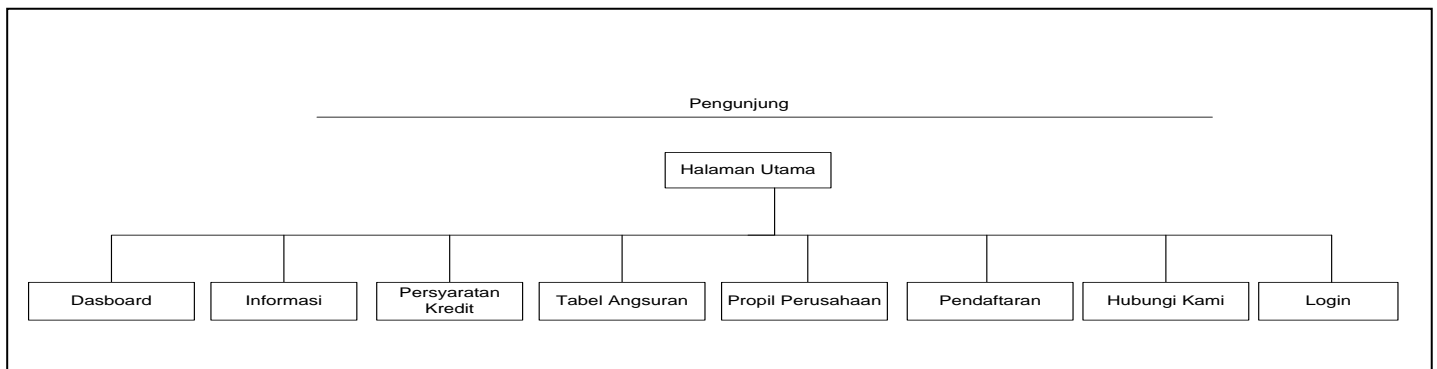 Pengunjung
Halaman Utama
Dasboard
Informasi
Persyaratan
Kredit
Tabel Angsuran
Propil Perusahaan
Pendaftaran
Hubungi Kami
Login